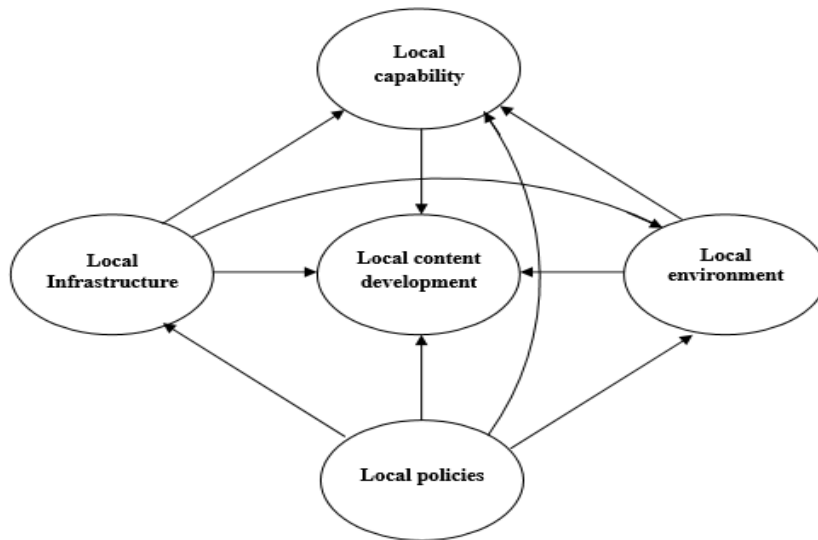 Local
capability
Local
Infrastructure
Local content
development
Local
environment
Local policies